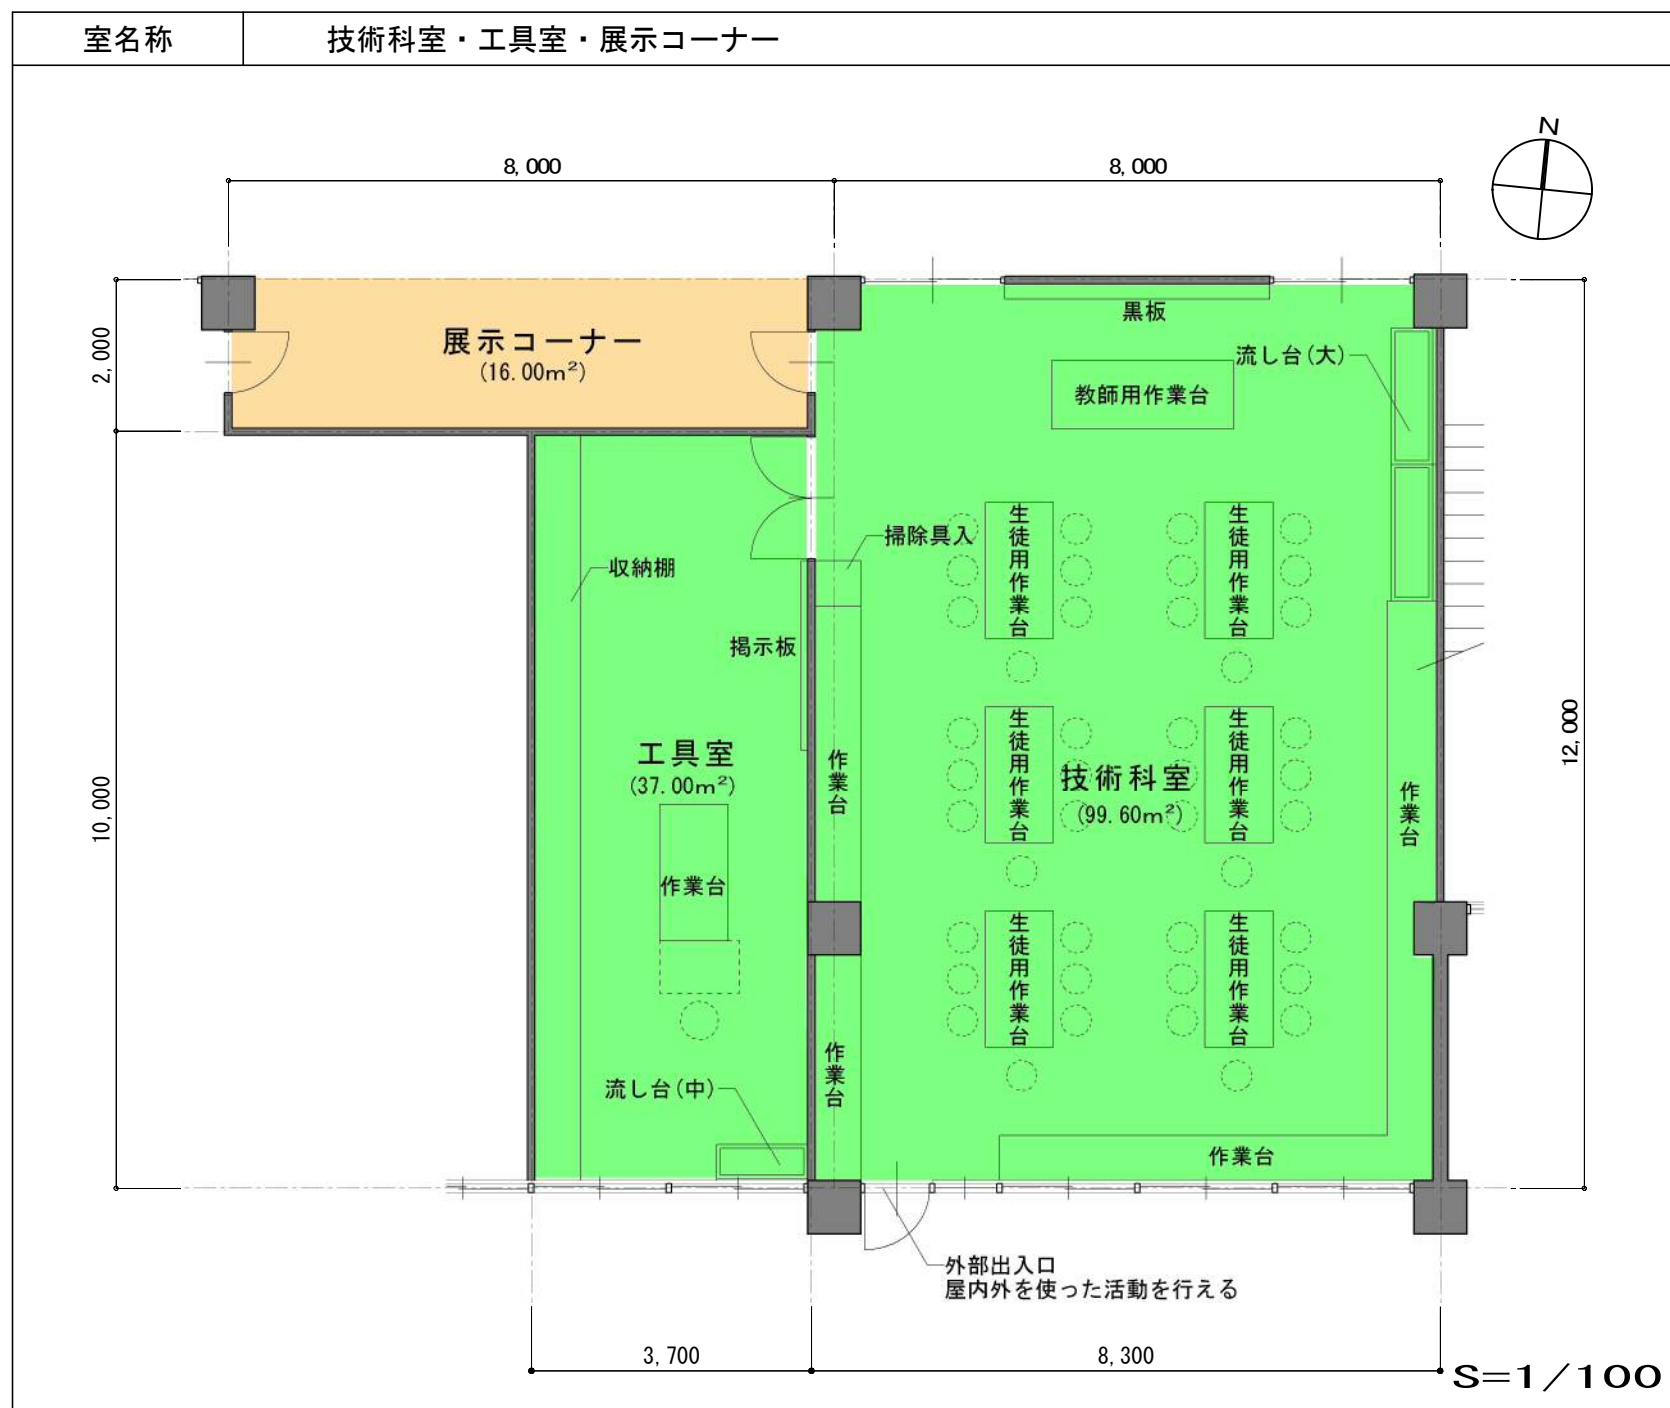 室名称
技術科室・工具室・展示コーナー
N
8,000
8,000
2,000
10,000
12,000
展示コーナー
(16.00m²)
黒板
流し台(大)
教師用作業台
掃除具入
収納棚
掲示板
生徒用作業台
生徒用作業台
生徒用作業台
生徒用作業台
生徒用作業台
生徒用作業台
工具室
(37.00m²)
技術科室
(99.60m²)
作業台
作業台
作業台
作業台
作業台
流し台(中)
外部出入口
屋内外を使った活動を行える
3,700
8,300
S=1/100